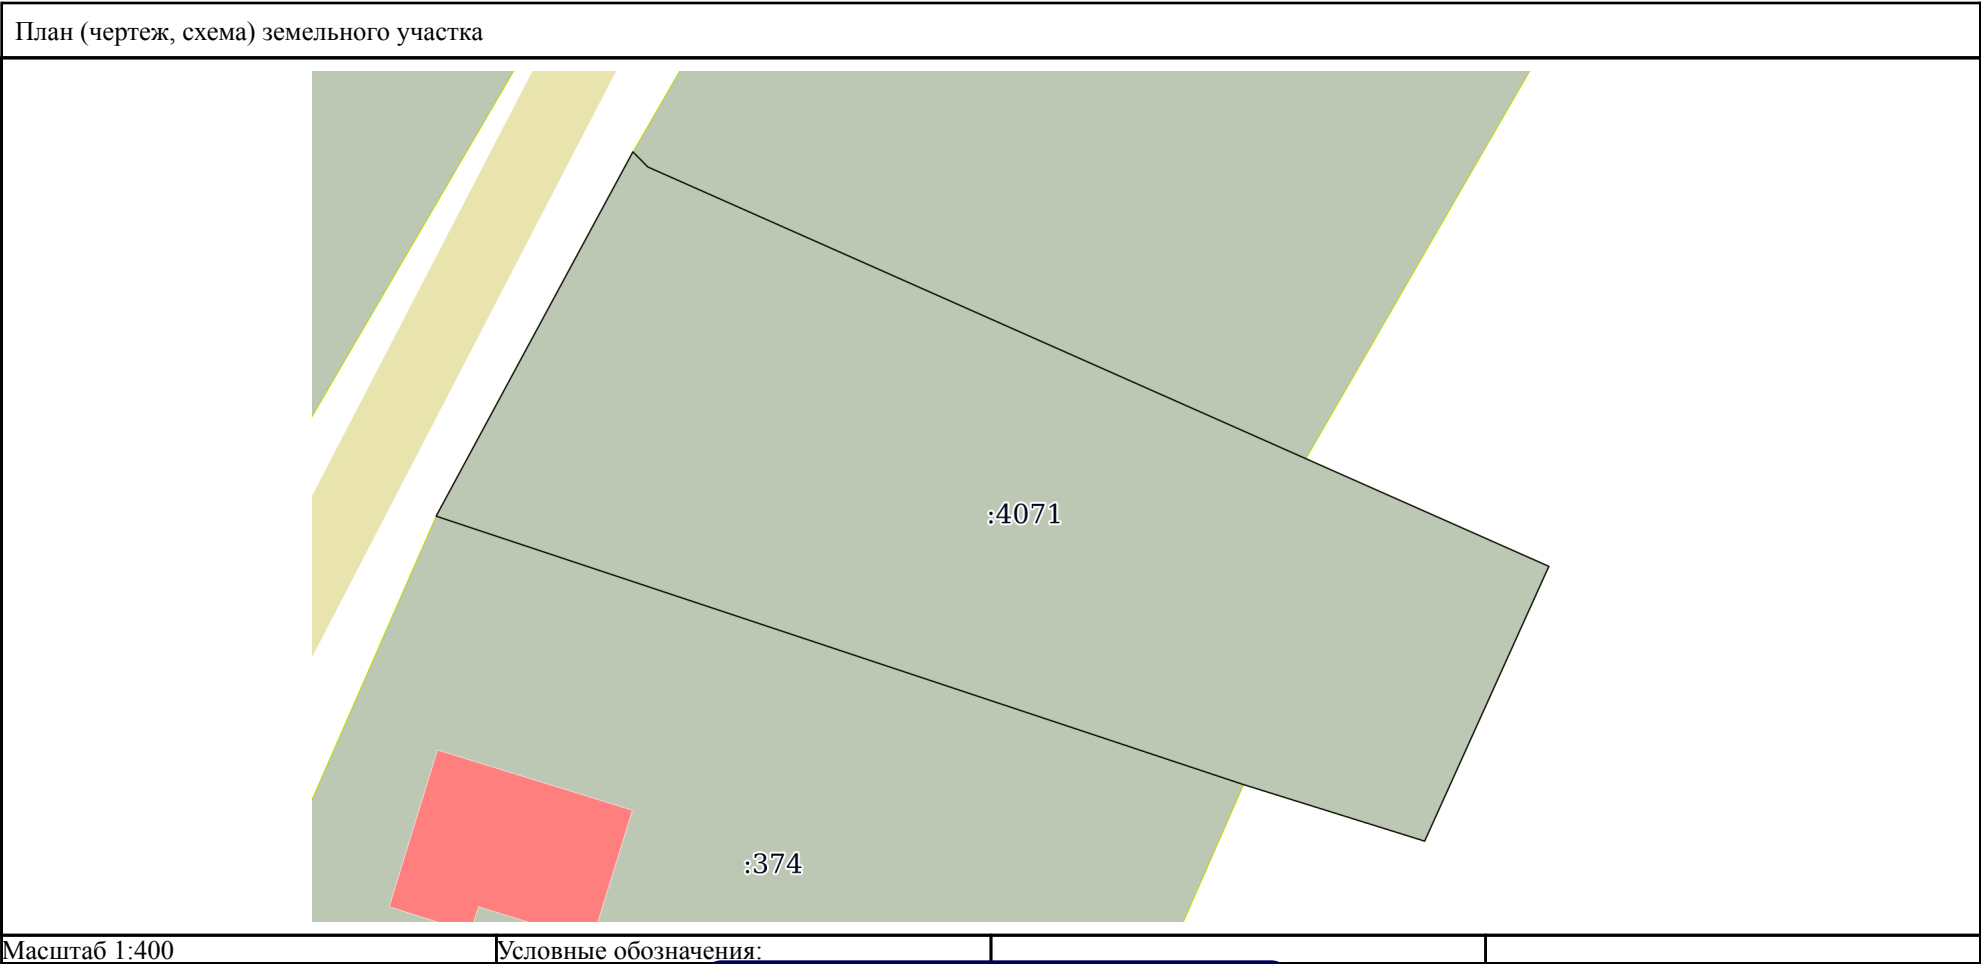 План (чертеж, схема) земельного участка
:4071
:374
Масштаб 1:400
Условные обозначения: